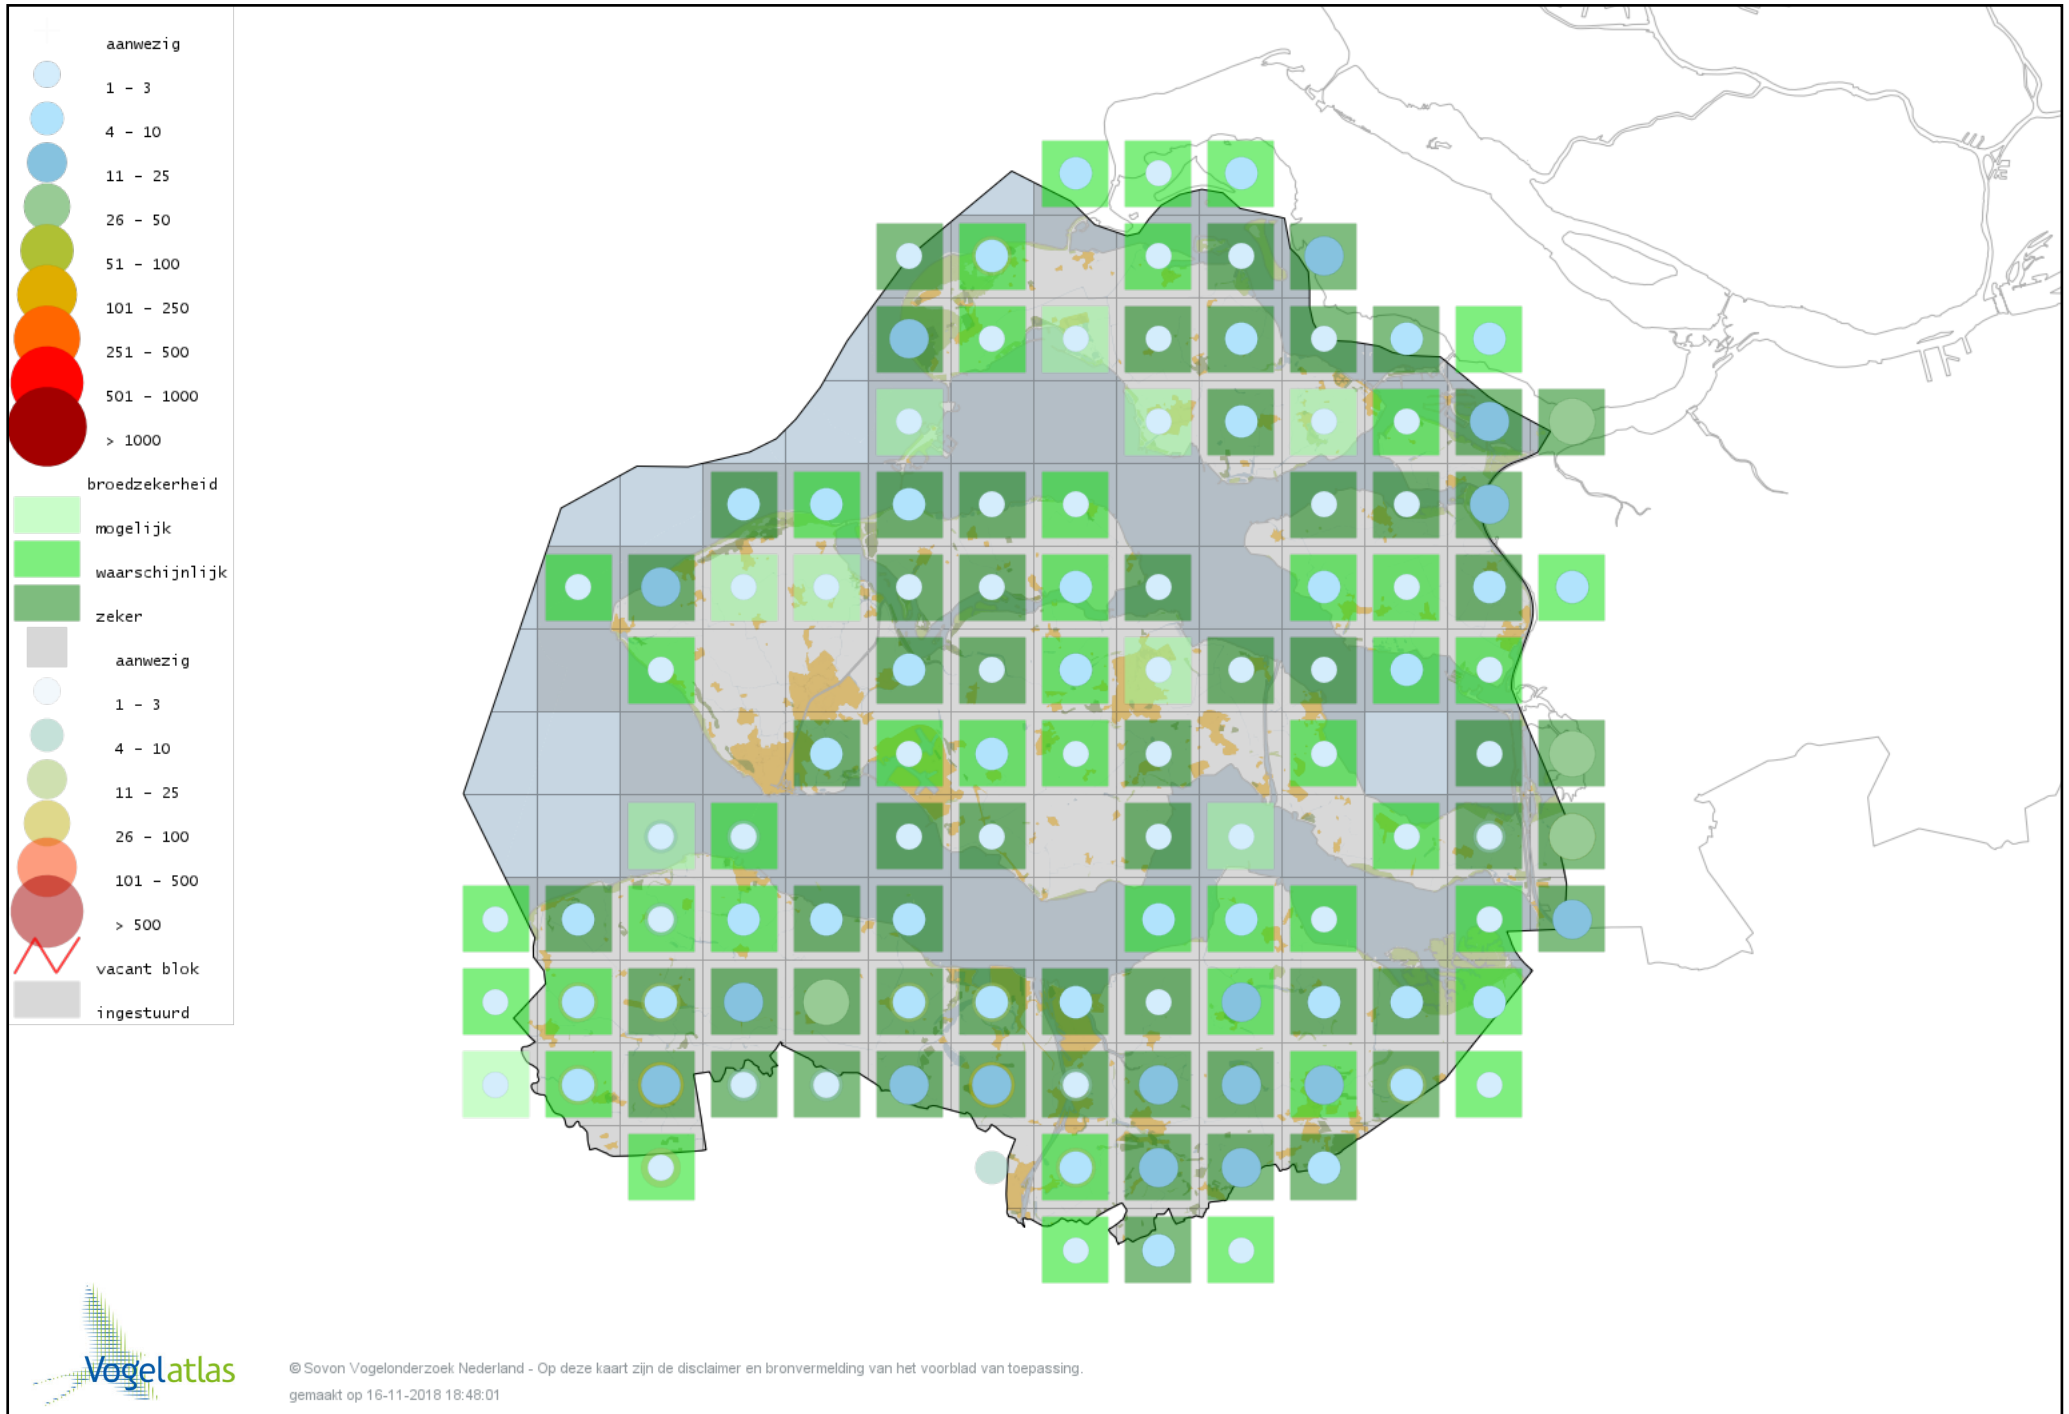 aanwezig
1 - 3
4 - 10
11 - 25
26 - 50
51 - 100
101 - 250
251 - 500
501 - 1000
> 1000
broedzekerheid
mogelijk
waarschijnlijk
zeker
aanwezig
1 - 3
4 - 10
11 - 25
26 - 100
101 - 500
> 500
vacant blok
ingestuurd
Vogelatlas
© Sovon Vogelonderzoek Nederland - Op deze kaart zijn de disclaimer en bronvermelding van het voorblad van toepassing.
gemaakt op 16-11-2018 18:48:01